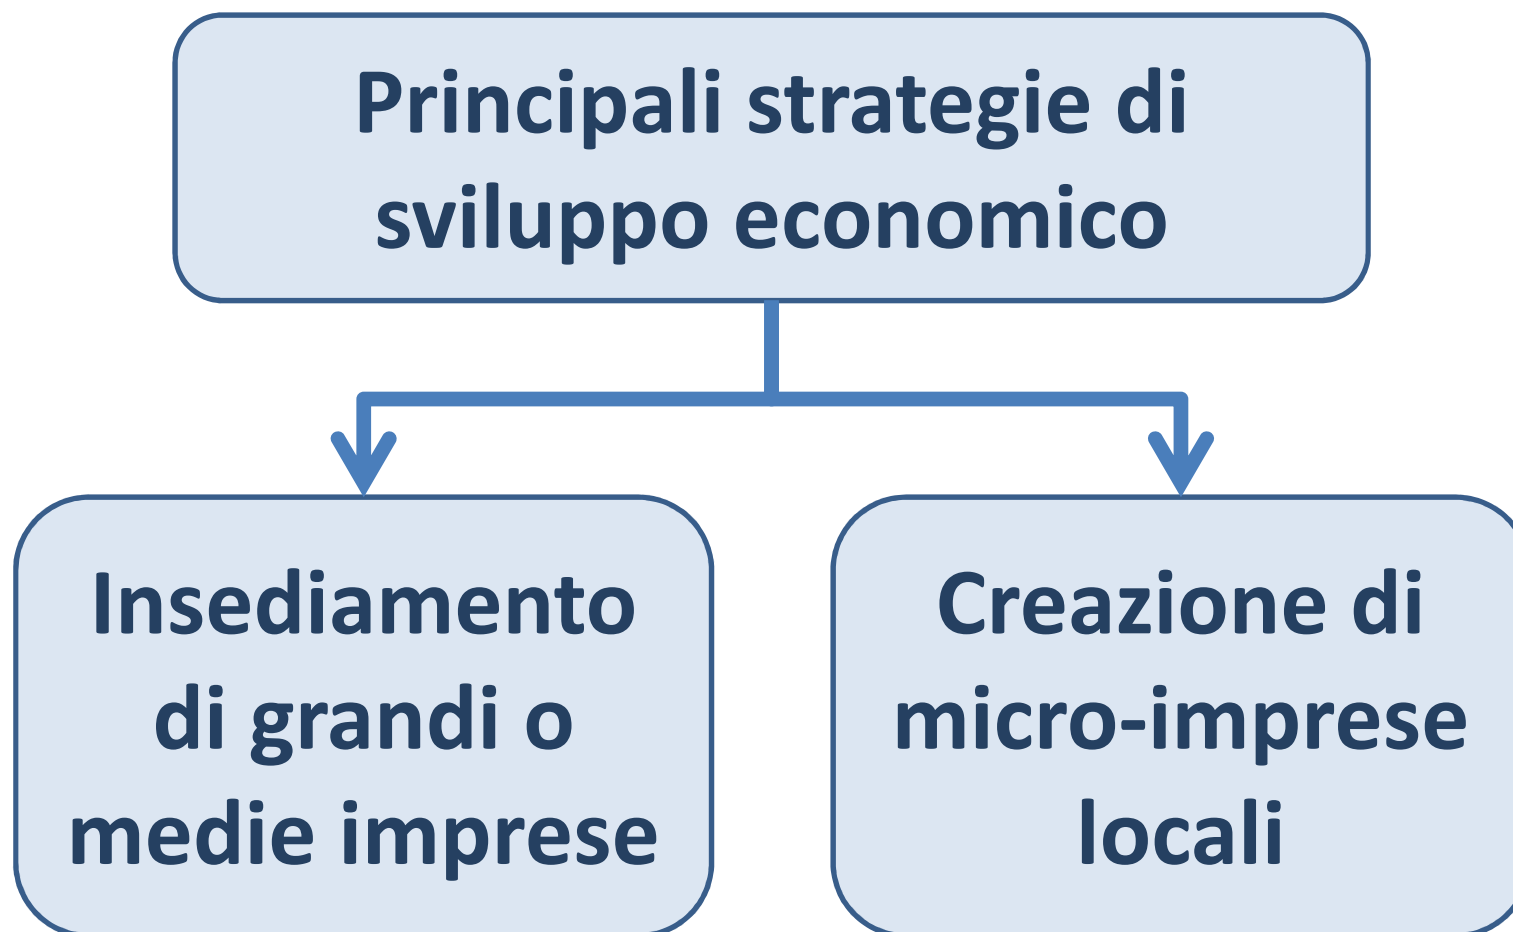 Principali strategie di
sviluppo economico
Insediamento
di grandi o
medie imprese
Creazione di
micro-imprese
locali